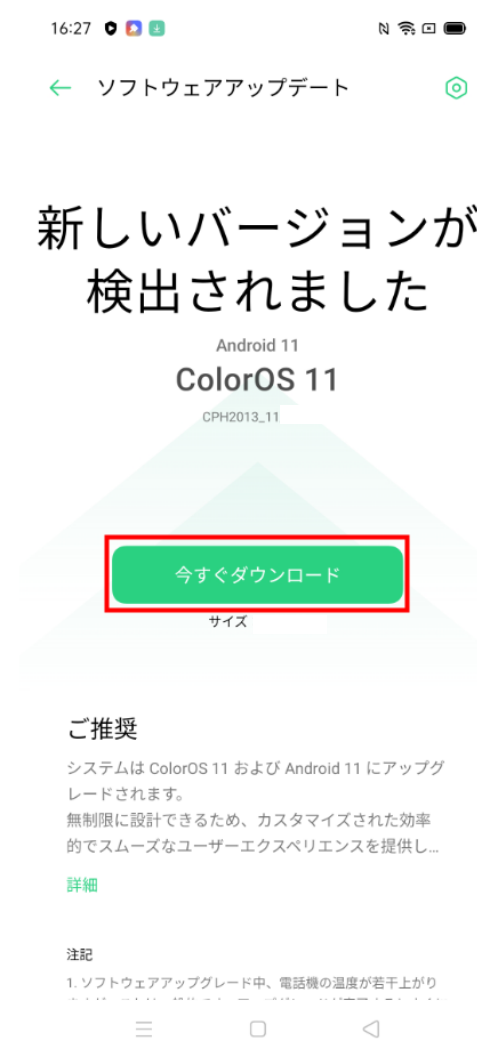 16:27
ソフトウェアアップデート
新しいバージョンが
検出されました
Android 11
ColorOS 11
CPH2013_11
今すぐダウンロード
サイズ
ご推奨
システムは ColorOS 11 および Android 11 にアップグ
レードされます。
無制限に設計できるため、カスタマイズされた効率
的でスムーズなユーザーエクスペリエンスを提供し...
詳細
注記
1. ソフトウェアアップグレード中、電話機の温度が若干上がり